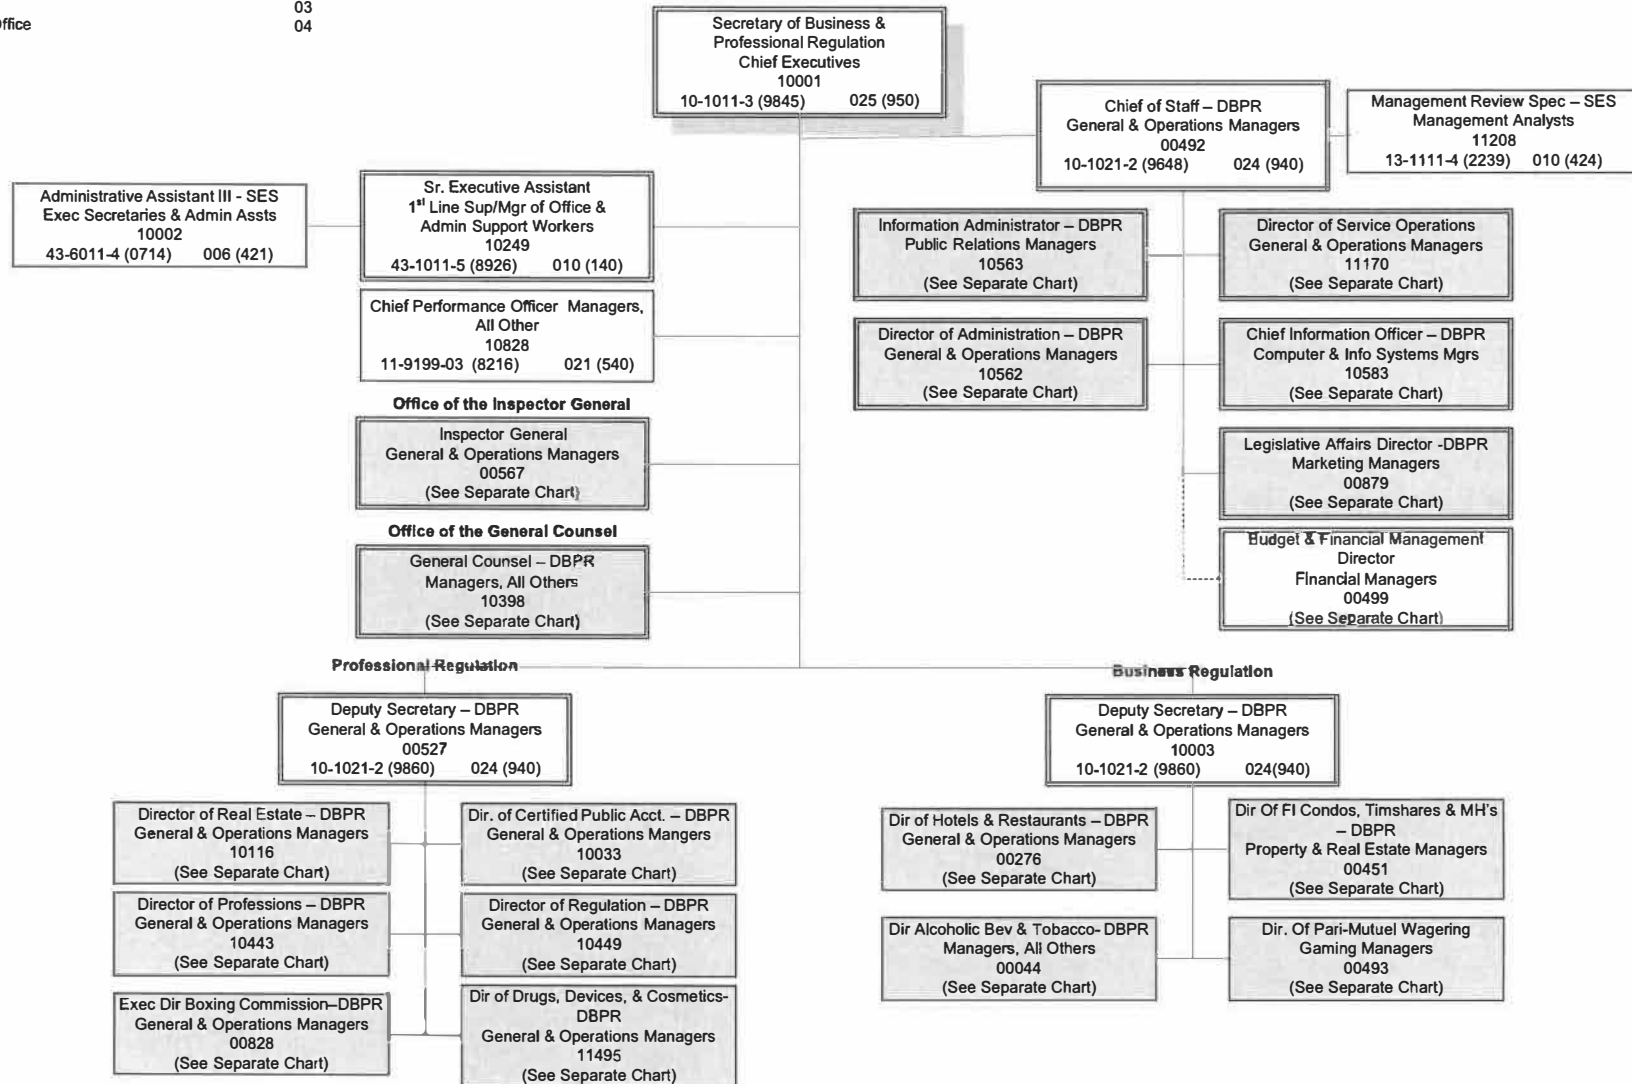 03
Office 04
Secretary of Business &
Professional Regulation
Chief Executives
10001
10-1011-3 (9845) 025 (950)
Chief of Staff – DBPR
General & Operations Managers
00492
10-1021-2 (9648) 024 (940)
Management Review Spec – SES
Management Analysts
11208
13-1111-4 (2239) 010 (424)
Administrative Assistant III - SES
Exec Secretaries & Admin Assts
10002
43-6011-4 (0714) 006 (421)
Sr. Executive Assistant
1st Line Sup/Mgr of Office &
Admin Support Workers
10249
43-1011-5 (8926) 010 (140)
Chief Performance Officer Managers,
All Other
10828
11-9199-03 (8216) 021 (540)
Information Administrator – DBPR
Public Relations Managers
10563
(See Separate Chart)
Director of Service Operations
General & Operations Managers
11170
(See Separate Chart)
Director of Administration – DBPR
General & Operations Managers
10562
(See Separate Chart)
Chief Information Officer – DBPR
Computer & Info Systems Mgrs
10583
(See Separate Chart)
Office of the Inspector General
Inspector General
General & Operations Managers
00567
(See Separate Chart)
Legislative Affairs Director -DBPR
Marketing Managers
00879
(See Separate Chart)
Office of the General Counsel
General Counsel – DBPR
Managers, All Others
10398
(See Separate Chart)
Budget & Financial Management
Director
Financial Managers
00499
(See Separate Chart)
Professional Regulation
Deputy Secretary – DBPR
General & Operations Managers
00527
10-1021-2 (9860) 024 (940)
Business Regulation
Deputy Secretary – DBPR
General & Operations Managers
10003
10-1021-2 (9860) 024(940)
Director of Real Estate – DBPR
General & Operations Managers
10116
(See Separate Chart)
Dir. of Certified Public Acct. – DBPR
General & Operations Mangers
10033
(See Separate Chart)
Director of Professions – DBPR
General & Operations Managers
10443
(See Separate Chart)
Director of Regulation – DBPR
General & Operations Managers
10449
(See Separate Chart)
Exec Dir Boxing Commission–DBPR
General & Operations Managers
00828
(See Separate Chart)
Dir of Drugs, Devices, & Cosmetics-
DBPR
General & Operations Managers
11495
(See Separate Chart)
Dir of Hotels & Restaurants – DBPR
General & Operations Managers
00276
(See Separate Chart)
Dir Of Fl Condos, Timshares & MH's
– DBPR
Property & Real Estate Managers
00451
(See Separate Chart)
Dir Alcoholic Bev & Tobacco- DBPR
Managers, All Others
00044
(See Separate Chart)
Dir. Of Pari-Mutuel Wagering
Gaming Managers
00493
(See Separate Chart)